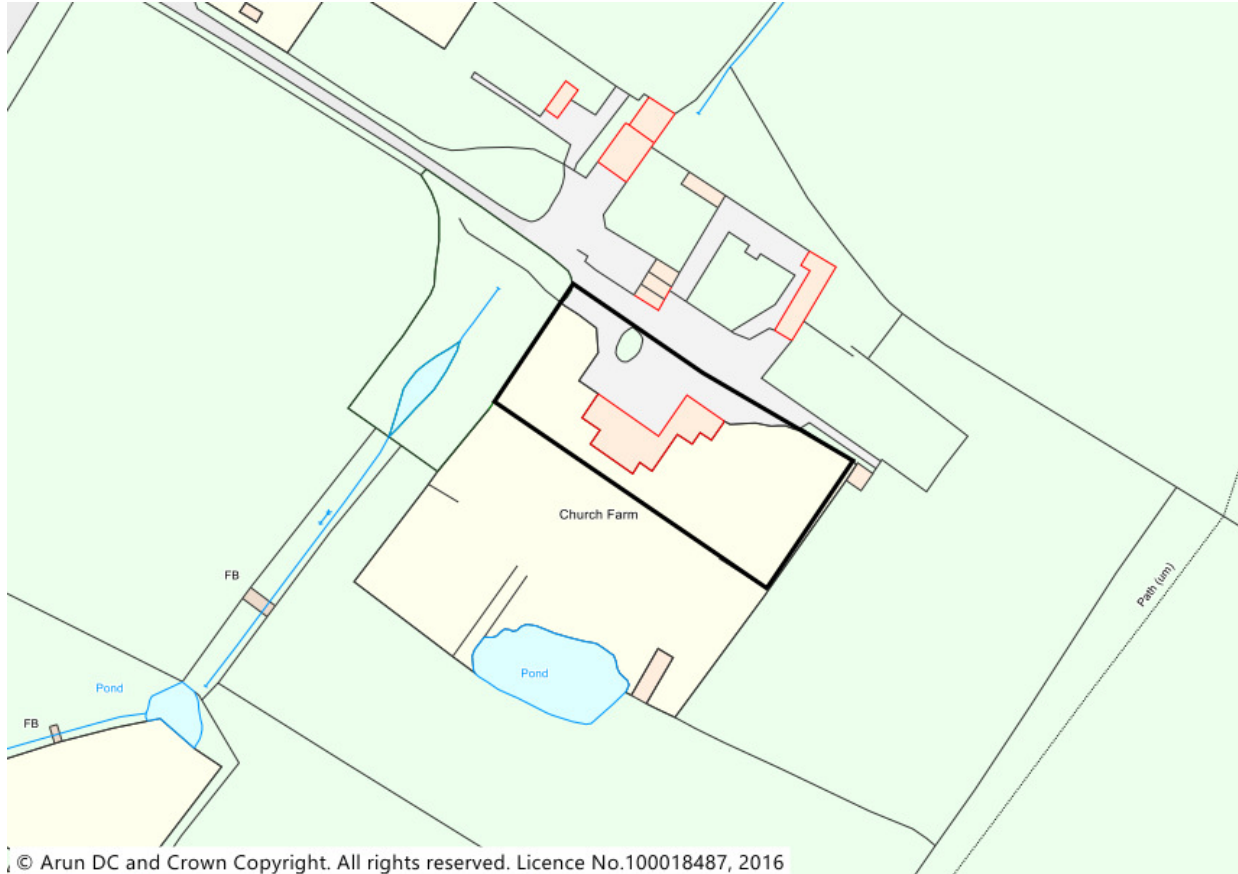 Church Farm
FB
Path (um)
Pond
Pond
FB
© Arun DC and Crown Copyright. All rights reserved. Licence No.100018487, 2016